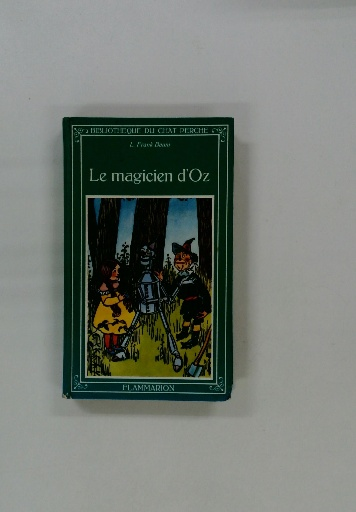 BIBLIOTHEQUE DU CHAT PERCHE
L. Frank Baum
Le magicien d'Oz
FLAMMARION